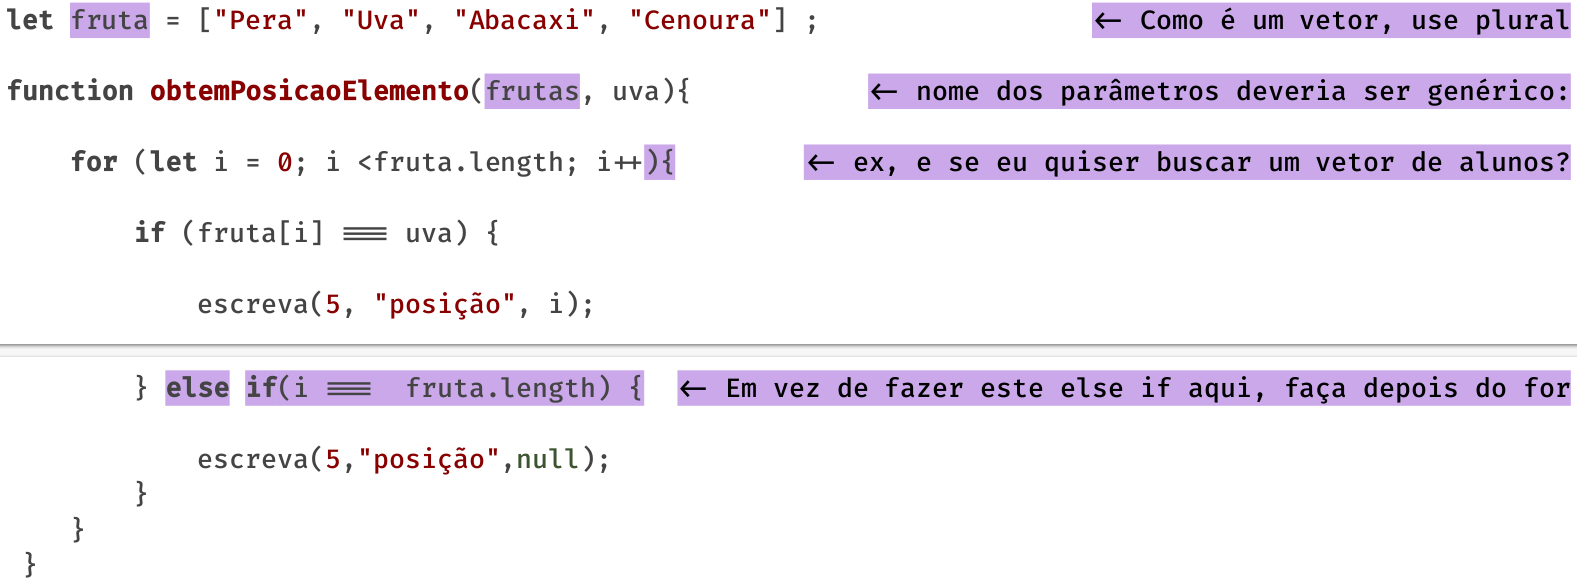 let fruta = ["Pera", "Uva", "Abacaxi", "Cenoura"] ; ← Como é um vetor, use plural
function obtemPosicaoElemento(frutas, uva){ ← nome dos parâmetros deveria ser genérico:
for (let i = 0; i <fruta.length; i++){ ← ex, e se eu quiser buscar um vetor de alunos?
if (fruta[i] === uva) {
escreva(5, "posição", i);
} else if(i === fruta.length) { ← Em vez de fazer este else if aqui, faça depois do for
escreva(5,"posição",null);
}
}
}